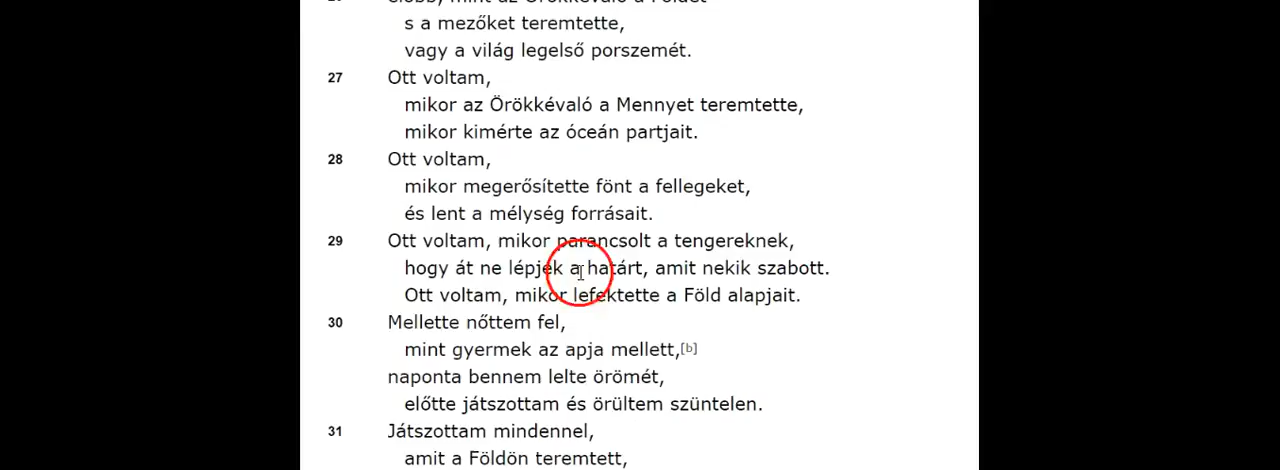 s a mezőket teremtette,
vagy a világ legelső porszemét.
27 Ott voltam,
mikor az Örökkévaló a Mennyet teremtette,
mikor kimérte az óceán partjait.
28 Ott voltam,
mikor megerősítette fönt a fellegeket,
és lent a mélység forrásait.
29 Ott voltam, mikor parancsolt a tengereknek,
hogy át ne lépjék a határt, amit nekik szabott.
Ott voltam, mikor lefektette a Föld alapjait.
30 Mellette nőttem fel,
mint gyermek az apja mellett,[b]
naponta bennem lelte örömét,
előtte játszottam és örültem szüntelen.
31 Játszottam mindennel,
amit a Földön teremtett,